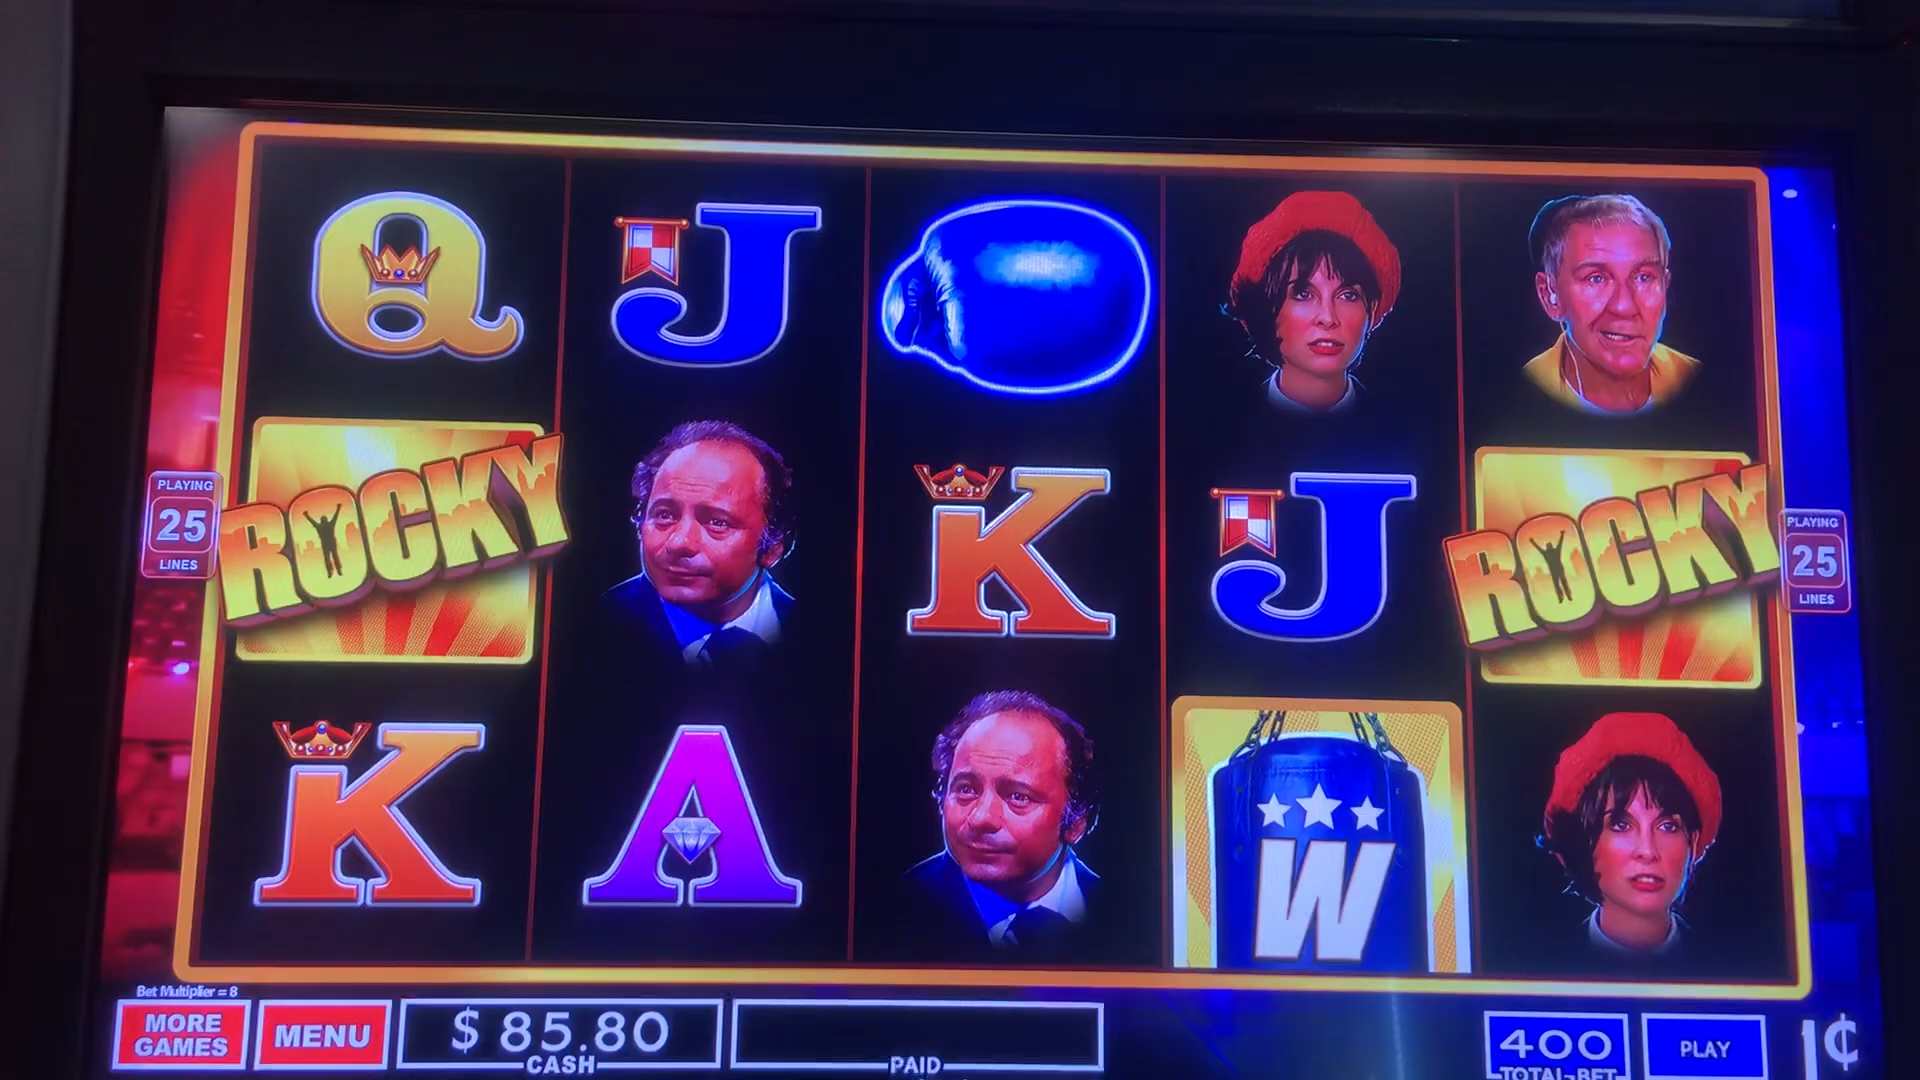 Q J
ROCKY K J ROCKY
PLAYING
25
LINES
PLAYING
25
LINES
K A W
Bet Multiplier = 8
MORE
GAMES
MENU
$ 85.80
CASH
PAID
400
TOTAL BET
PLAY
1¢